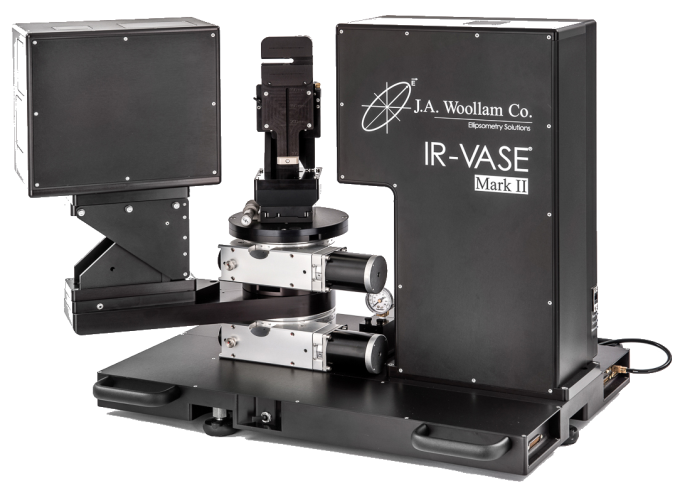 E
J.A. Woollam Co.
Ellipsometry Solutions
IR-VASE®
Mark II